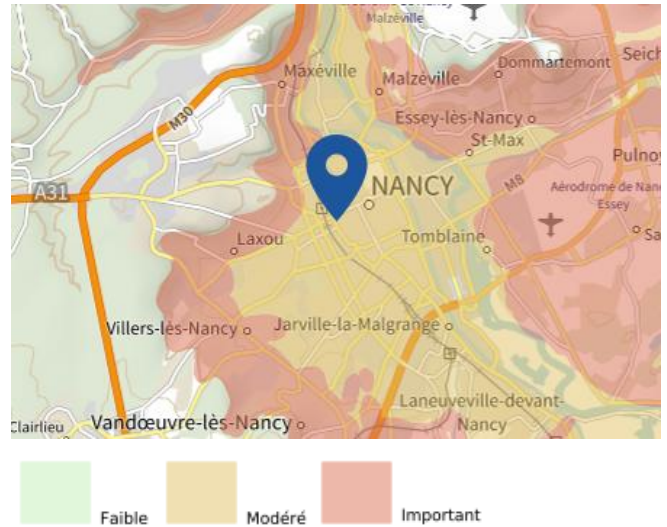 Malzéville
Dommartemont
Seich
Maxéville
Malzéville
M30
Essey-lès-Nancy
St-Max
Pulnoy
NANCY
M8
Aérodrome de Nanc
Essey
A31
Laxou
Tomblaine
Sa
Villers-lès-Nancy
Jarville-la-Malgrange
Laneuveville-devant-
Nancy
Clairlieu
Vandœuvre-lès-Nancy
Faible
Modéré
Important